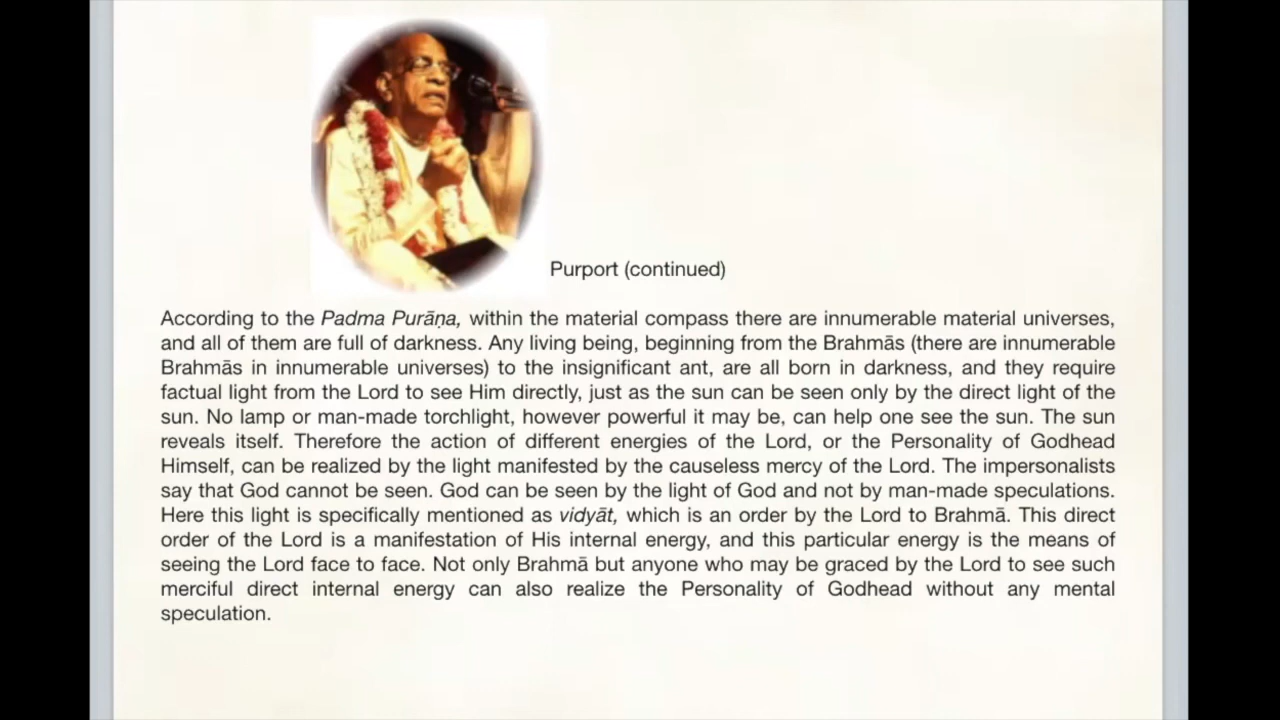 Purport (continued)
According to the Padma Purāṇa, within the material compass there are innumerable material universes,
and all of them are full of darkness. Any living being, beginning from the Brahmās (there are innumerable
Brahmās in innumerable universes) to the insignificant ant, are all born in darkness, and they require
factual light from the Lord to see Him directly, just as the sun can be seen only by the direct light of the
sun. No lamp or man-made torchlight, however powerful it may be, can help one see the sun. The sun
reveals itself. Therefore the action of different energies of the Lord, or the Personality of Godhead
Himself, can be realized by the light manifested by the causeless mercy of the Lord. The impersonalists
say that God cannot be seen. God can be seen by the light of God and not by man-made speculations.
Here this light is specifically mentioned as vidyāt, which is an order by the Lord to Brahmā. This direct
order of the Lord is a manifestation of His internal energy, and this particular energy is the means of
seeing the Lord face to face. Not only Brahmā but anyone who may be graced by the Lord to see such
merciful direct internal energy can also realize the Personality of Godhead without any mental
speculation.